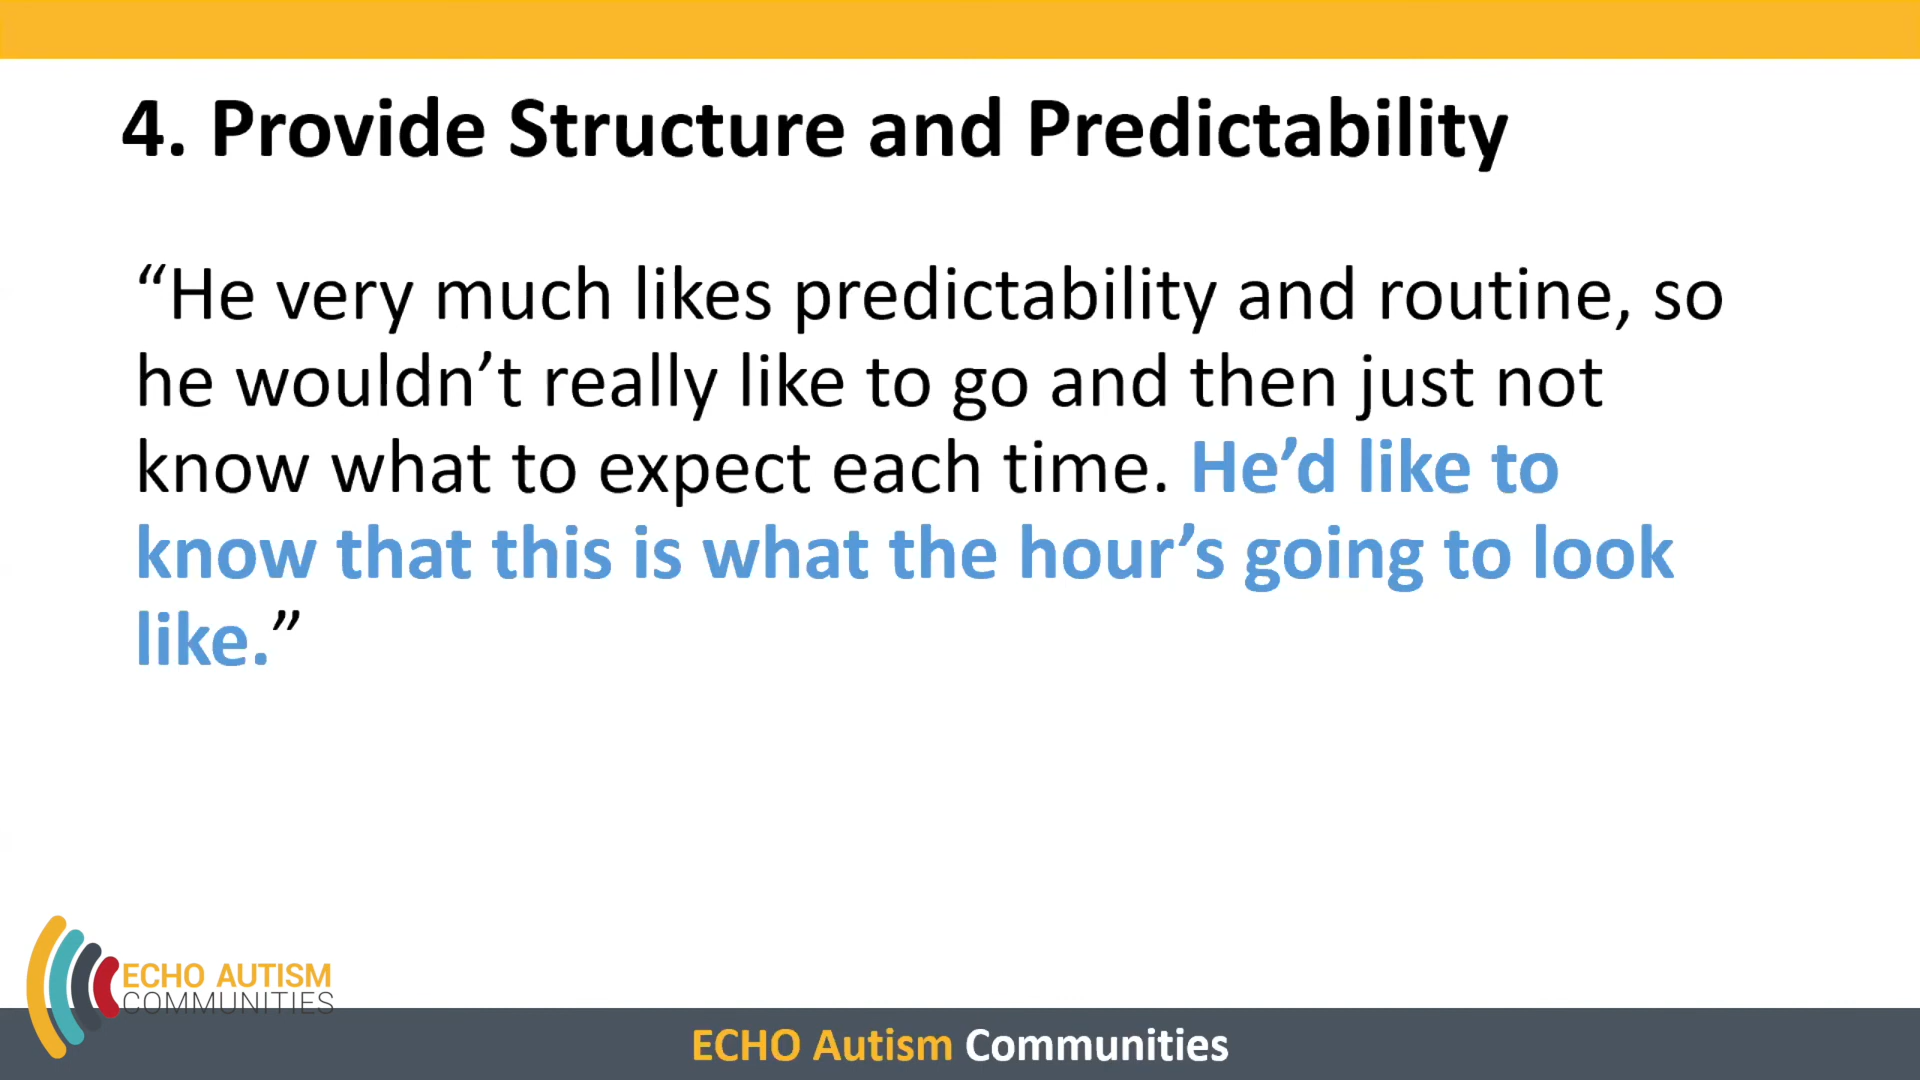 4. Provide Structure and Predictability
“He very much likes predictability and routine, so
he wouldn’t really like to go and then just not
know what to expect each time. He’d like to
know that this is what the hour’s going to look
like.”
ECHO AUTISM
COMMUNITIES
ECHO Autism Communities